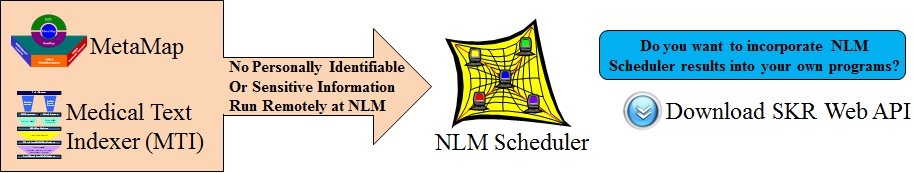 MetaMap
Medical Text
Indexer (MTI)
No Personally Identifiable
Or Sensitive Information
Run Remotely at NLM
NLM Scheduler
Do you want to incorporate NLM
Scheduler results into your own programs?
Download SKR Web API